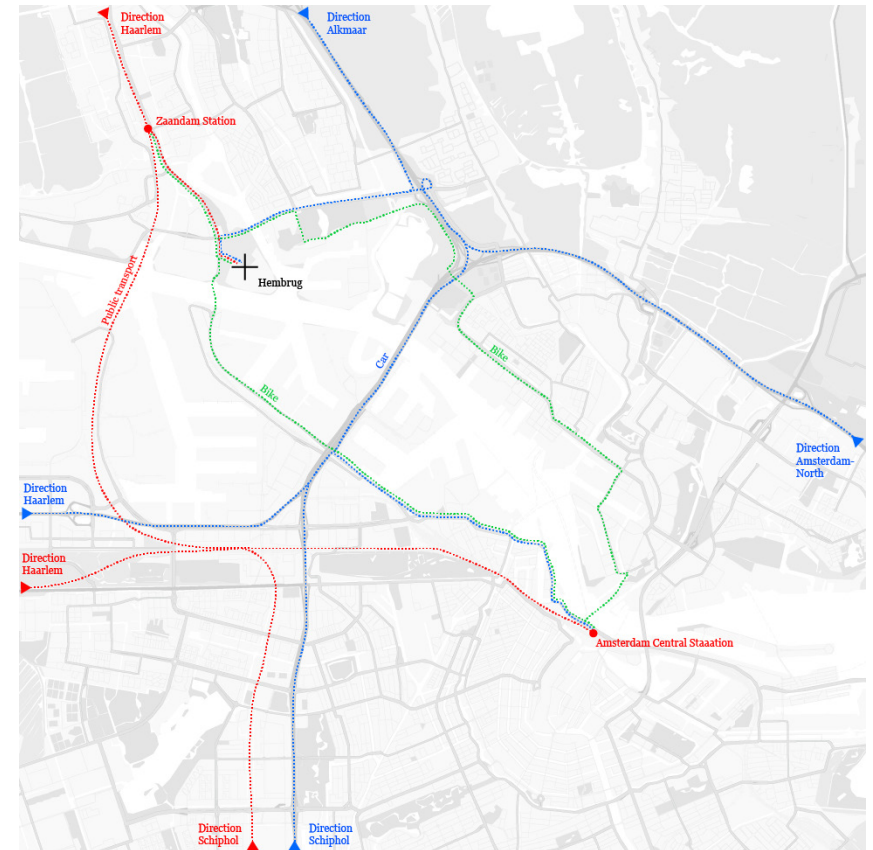 Direction
Haarlem
Direction
Alkmaar
Zaandam Station
Hembrug
Public transport
Car
Bike
Bike
Direction
Amsterdam-
North
Direction
Haarlem
Direction
Haarlem
Amsterdam Central Staaation
Direction
Schiphol
Direction
Schiphol